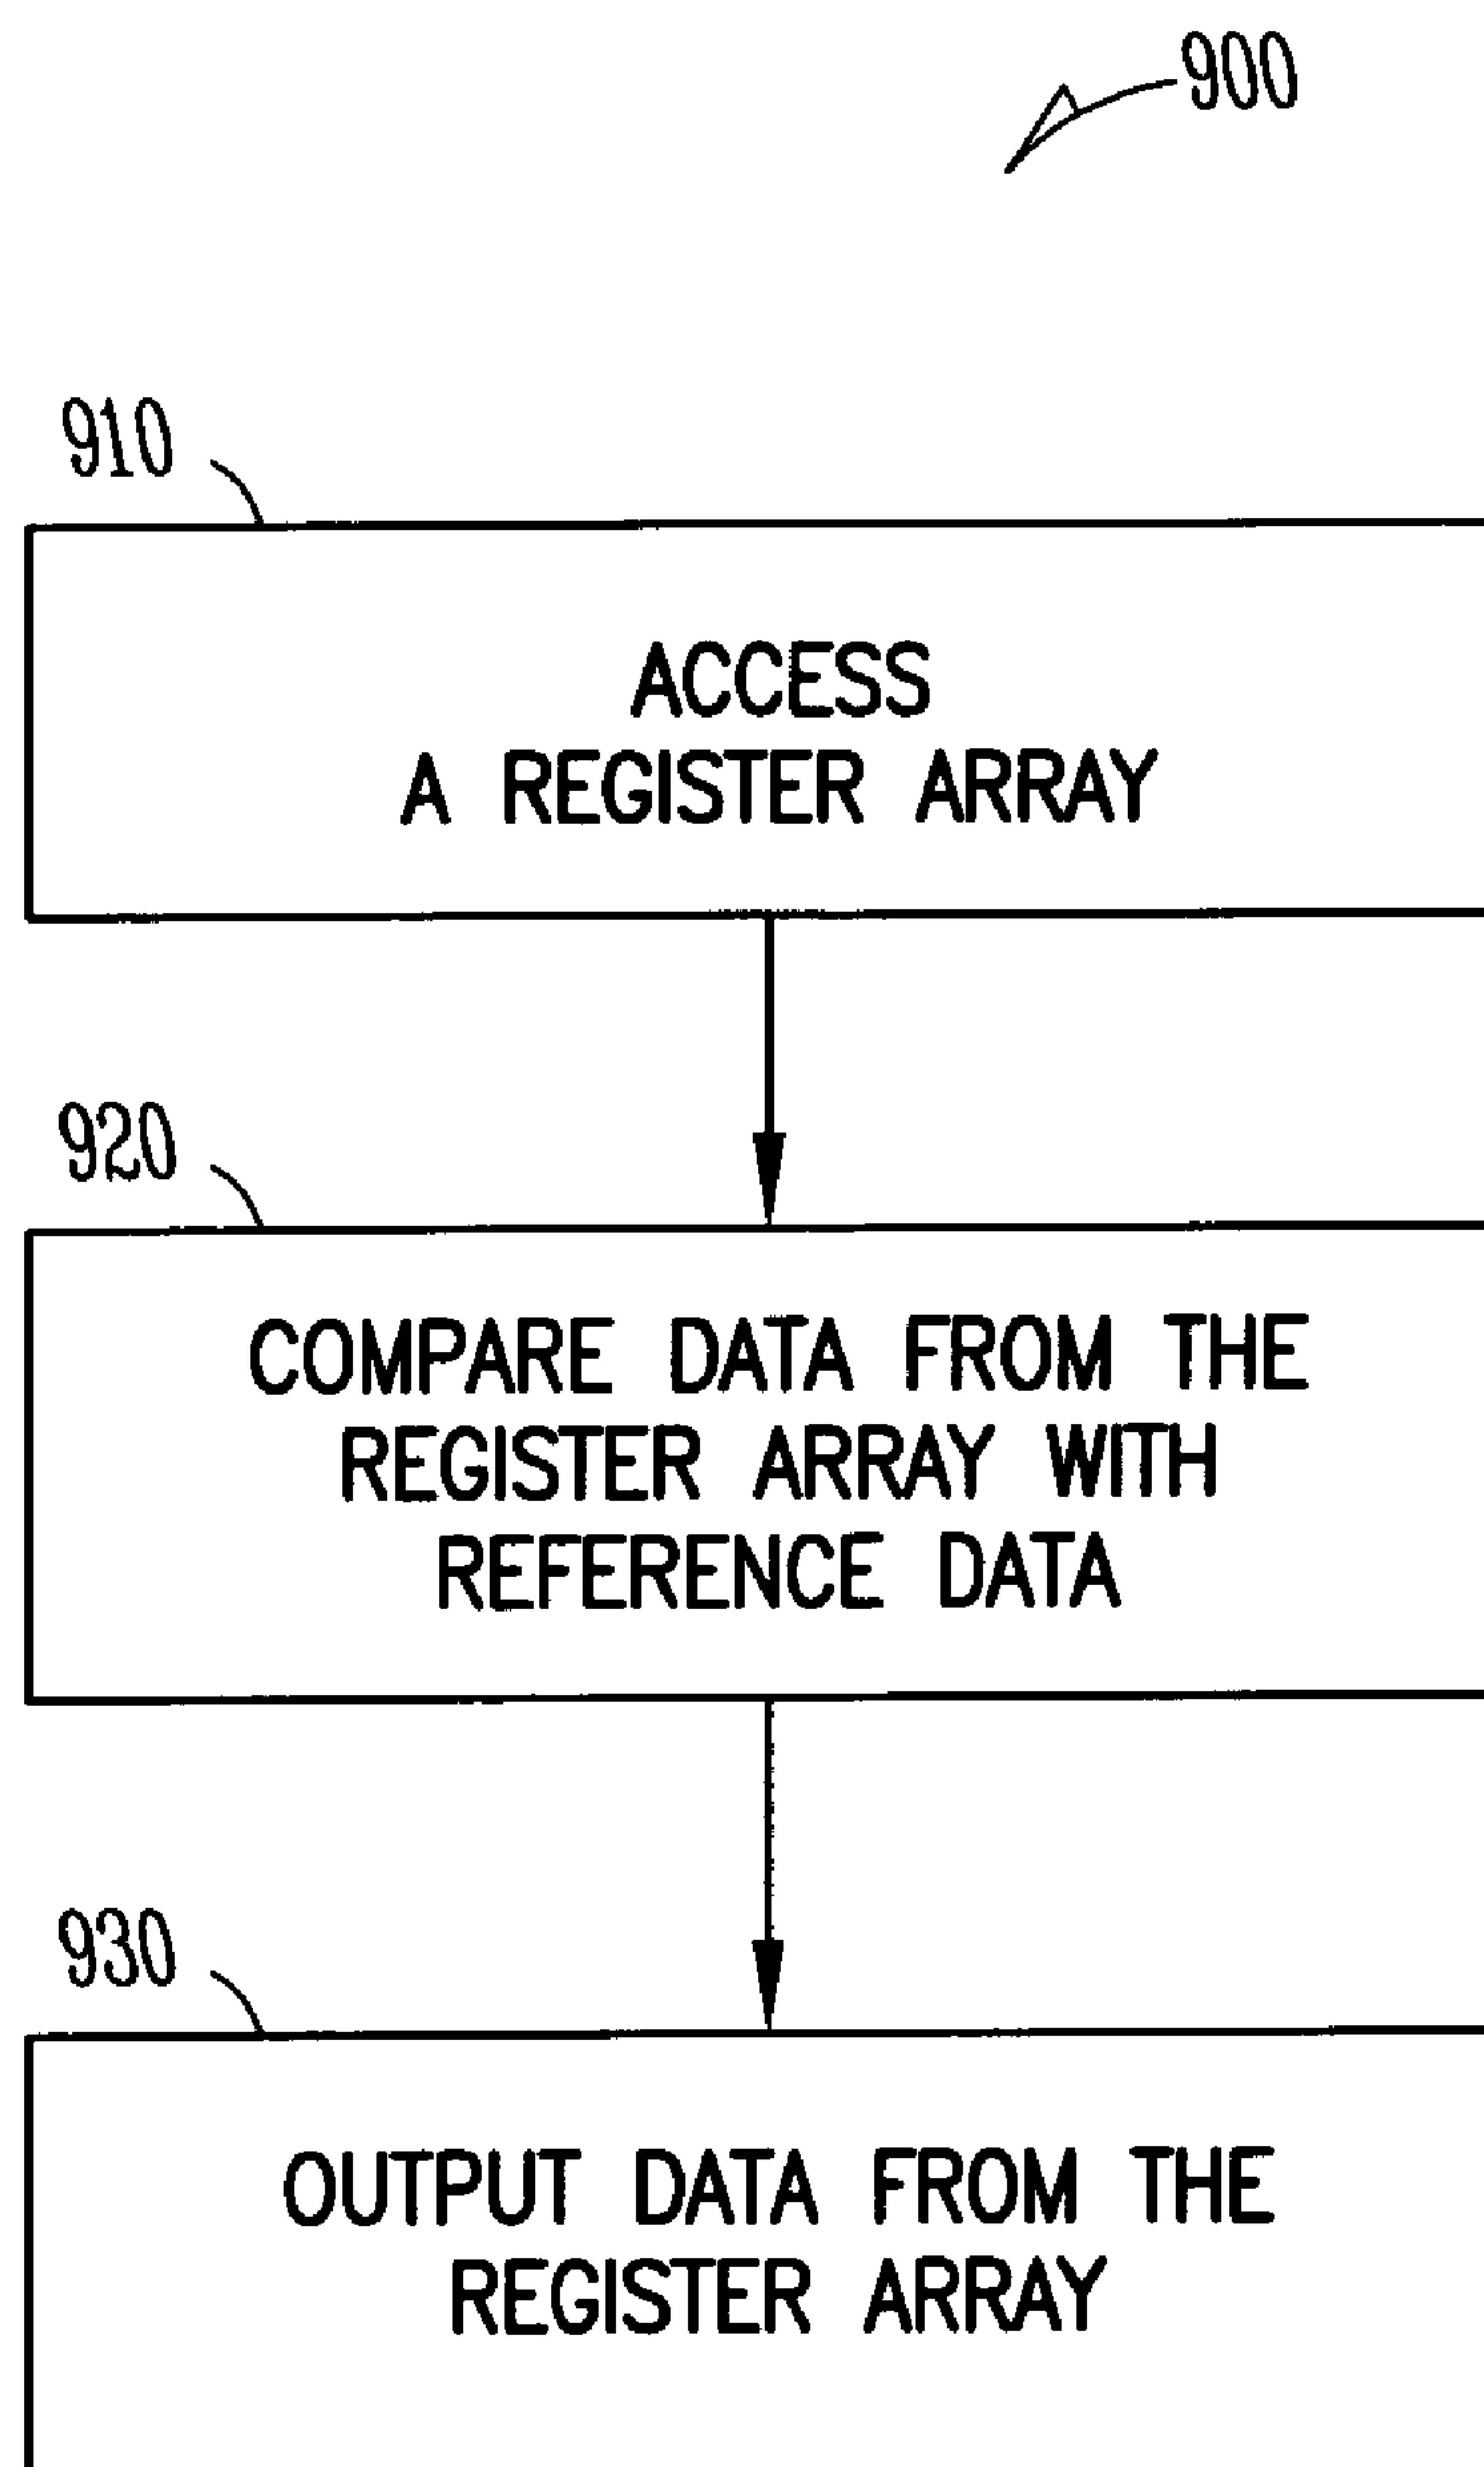 900
910
ACCESS
A REGISTER ARRAY
920
COMPARE DATA FROM THE
REGISTER ARRAY WITH
REFERENCE DATA
930
OUTPUT DATA FROM THE
REGISTER ARRAY